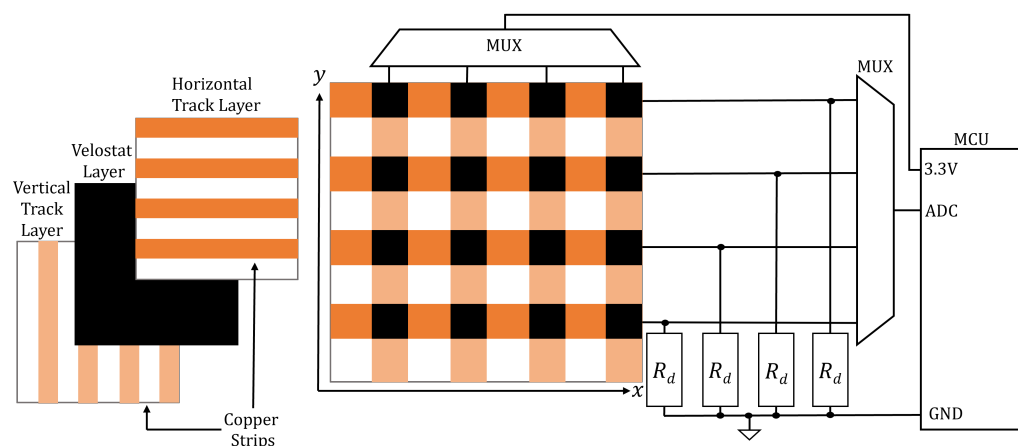 Horizontal
Track Layer
Velostat
Layer
Vertical
Track
Layer
Copper
Strips
MUX
y
x
MUX
R_d
R_d
R_d
R_d
MCU
3.3V
ADC
GND